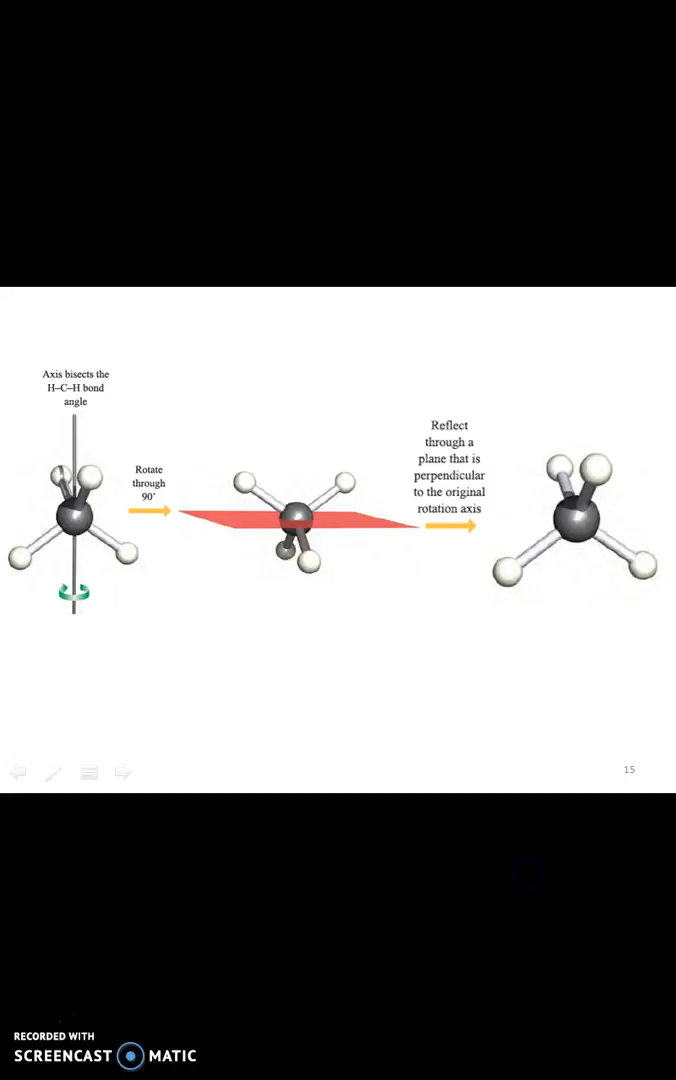 Axis bisects the
H–C–H bond
angle
Rotate
through
90°
Reflect
through a
plane that is
perpendicular
to the original
rotation axis
15
RECORDED WITH
SCREENCAST MATIC